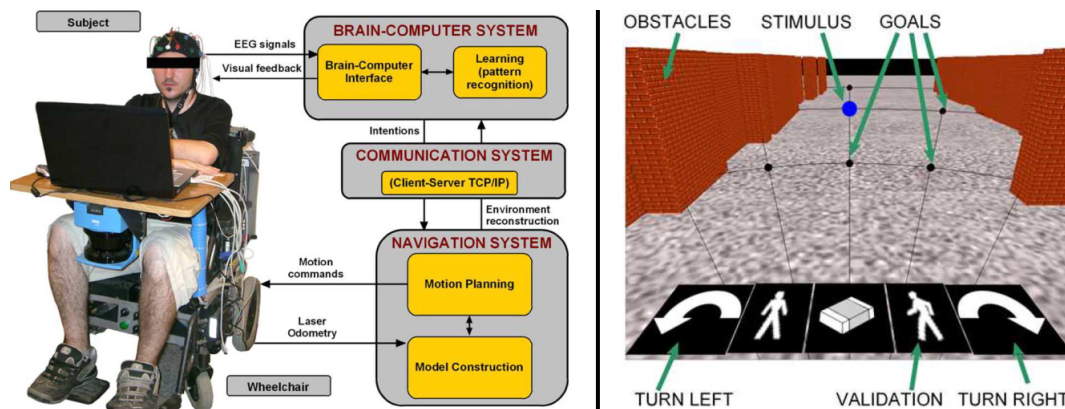 Subject
EEG signals
Visual feedback
BRAIN-COMPUTER SYSTEM
Brain-Computer
Interface
Learning
(pattern
recognition)
Intentions
COMMUNICATION SYSTEM
(Client-Server TCP/IP)
Environment
reconstruction
NAVIGATION SYSTEM
Motion
commands
Motion Planning
Laser
Odometry
Model Construction
Wheelchair
OBSTACLES
STIMULUS
GOALS
TURN LEFT
VALIDATION
TURN RIGHT